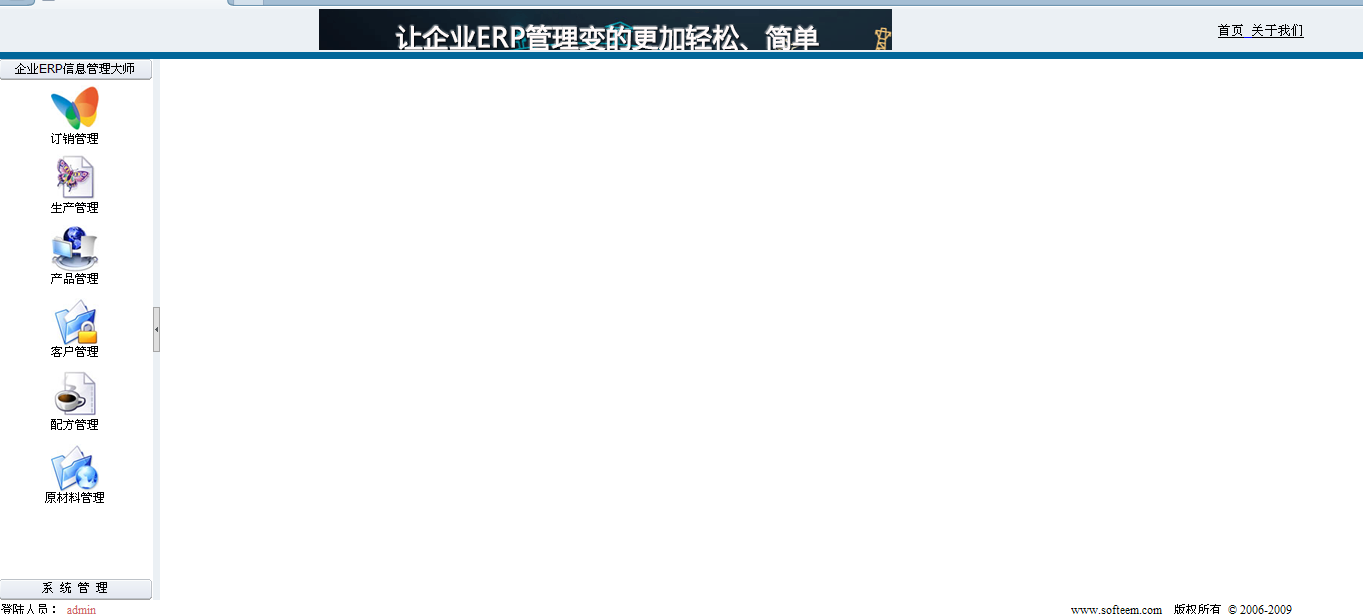 让企业ERP管理变的更加轻松、简单
首页 关于我们
企业ERP信息管理大师
订销管理
生产管理
产品管理
客户管理
配方管理
原材料管理
系 统 管 理
登陆人员： admin
www.softeem.com 版权所有 © 2006-2009